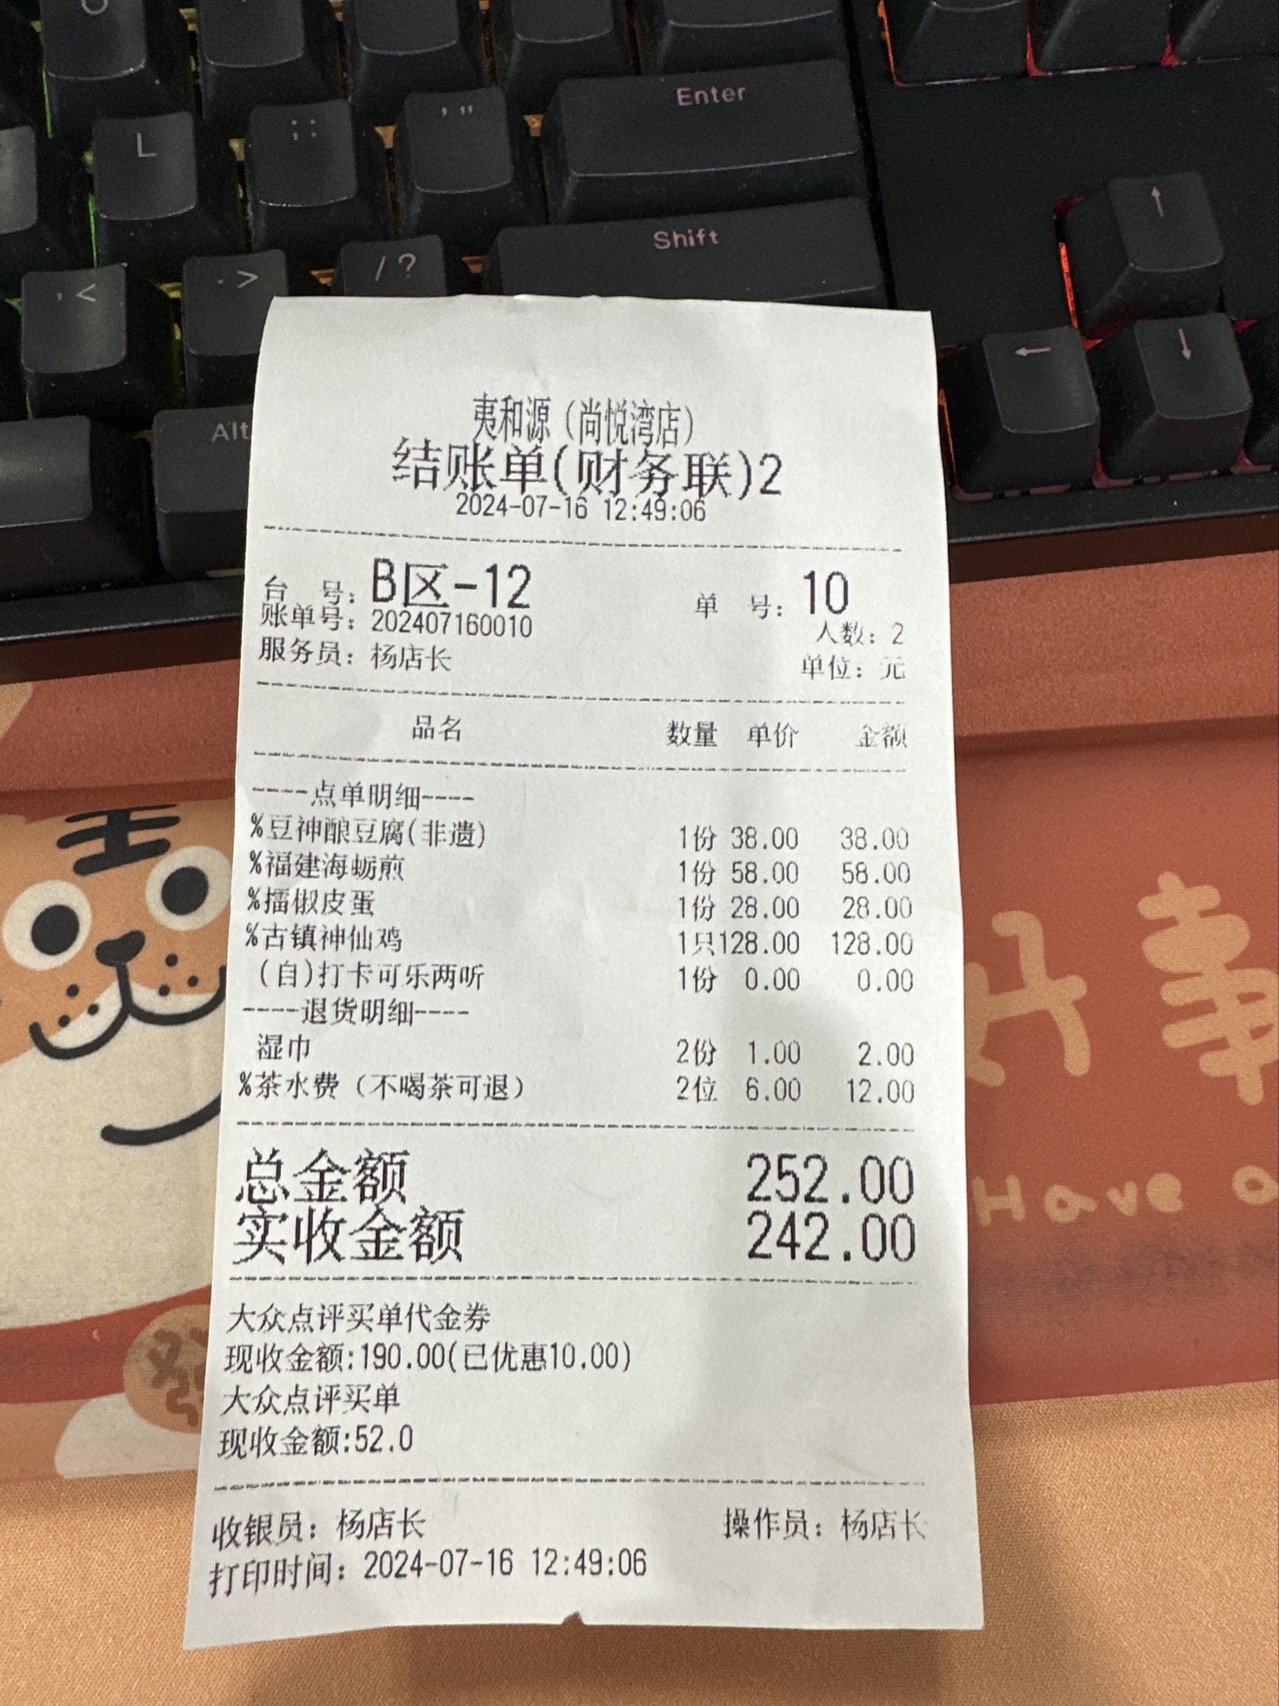 Enter
L
: ;
' "
Shift
/ ?
. >
, <
Alt
↑
←
↓
夷和源（尚悦湾店）
结账单(财务联)2
2024-07-16 12:49:06
台 号：B区-12 单 号：10
账单号：202407160010 人数：2
服务员：杨店长 单位：元
品名 数量 单价 金额
----点单明细----
%豆神酿豆腐(非遗) 1份 38.00 38.00
%福建海蛎煎 1份 58.00 58.00
%擂椒皮蛋 1份 28.00 28.00
%古镇神仙鸡 1只128.00 128.00
(自)打卡可乐两听 1份 0.00 0.00
----退货明细----
湿巾 2份 1.00 2.00
%茶水费（不喝茶可退） 2位 6.00 12.00
总金额 252.00
实收金额 242.00
大众点评买单代金券
现收金额:190.00(已优惠10.00)
大众点评买单
现收金额:52.0
收银员：杨店长 操作员：杨店长
打印时间：2024-07-16 12:49:06
好事
Have a